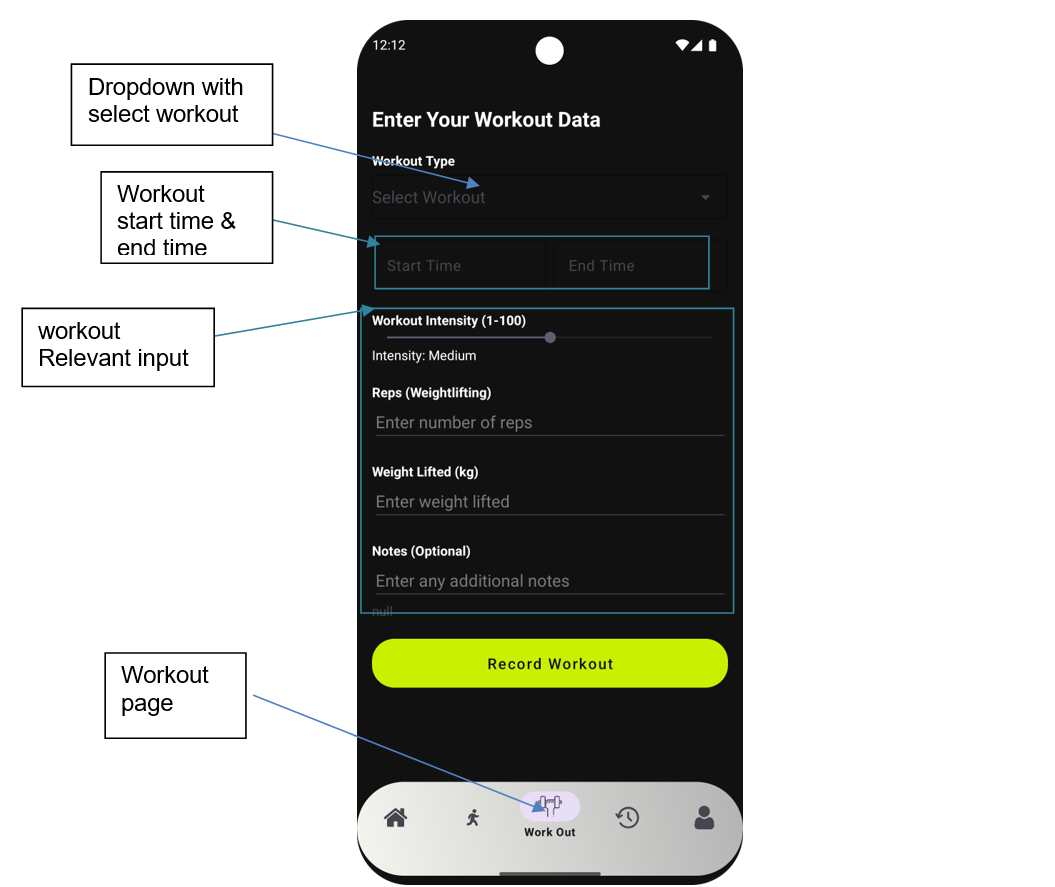 Dropdown with
select workout
Workout
start time &
end time
workout
Relevant input
Workout
page
12:12
Enter Your Workout Data
Workout Type
Select Workout
Start Time
End Time
Workout Intensity (1-100)
Intensity: Medium
Reps (Weightlifting)
Enter number of reps
Weight Lifted (kg)
Enter weight lifted
Notes (Optional)
Enter any additional notes
null
Record Workout
Work Out